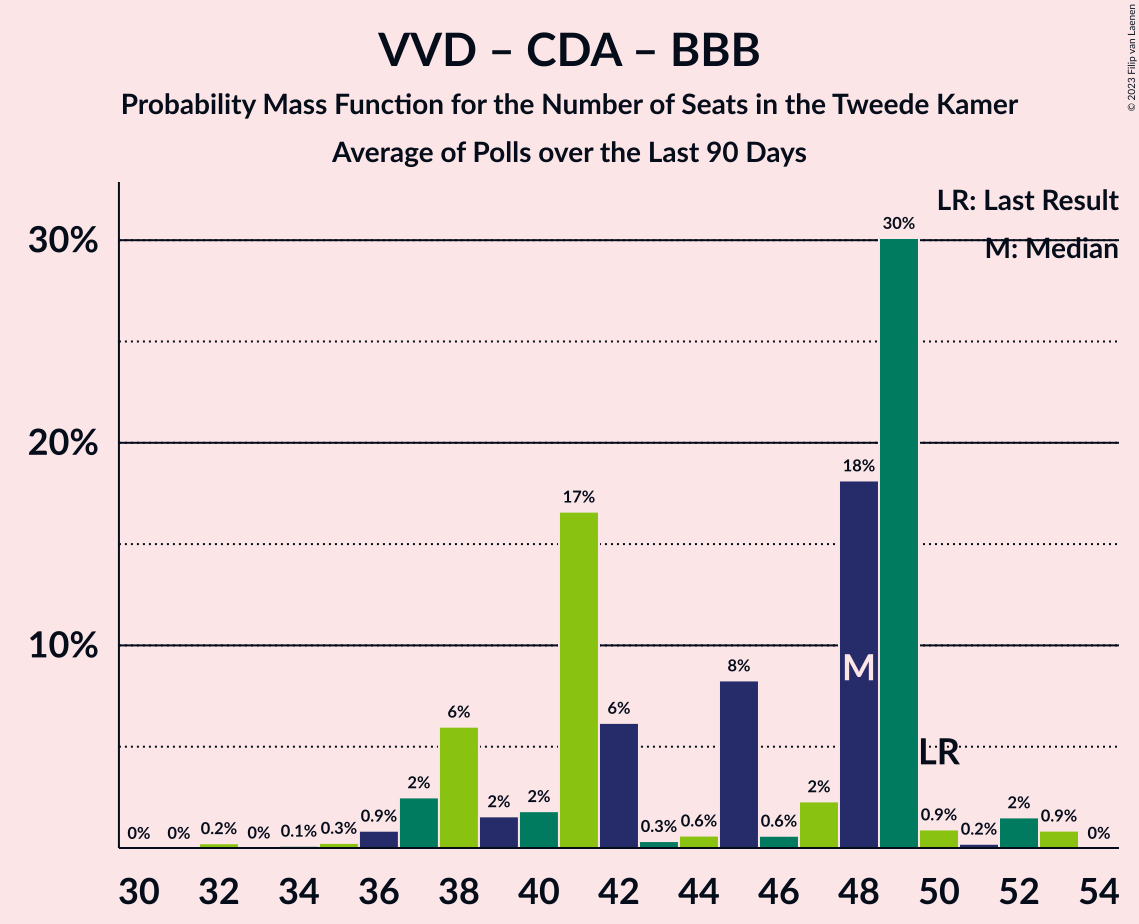 © 2023 Filip van Laenen
VVD – CDA – BBB
Probability Mass Function for the Number of Seats in the Tweede Kamer
Average of Polls over the Last 90 Days
LR: Last Result
M: Median
30%
20%
10%
0% 0% 0.2% 0% 0.1% 0.3% 0.9% 2% 6% 2% 2% 17% 6% 0.3% 0.6% 8% 0.6% 2% 18% 30% 0.9% 0.2% 2% 0.9% 0%
M
LR
30 32 34 36 38 40 42 44 46 48 50 52 54